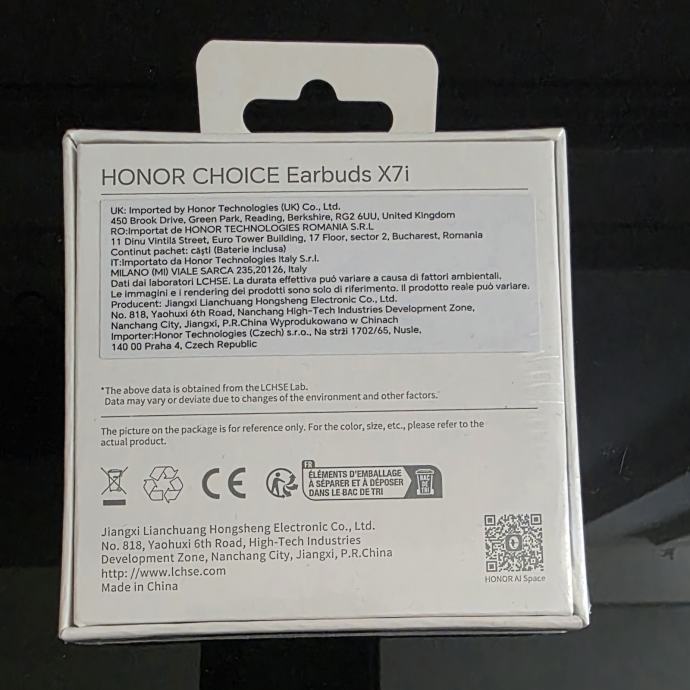 HONOR CHOICE Earbuds X7i
UK: Imported by Honor Technologies (UK) Co., Ltd.
450 Brook Drive, Green Park, Reading, Berkshire, RG2 6UU, United Kingdom
RO:Importat de HONOR TECHNOLOGIES ROMANIA S.R.L
11 Dinu Vintilă Street, Euro Tower Building, 17 Floor, sector 2, Bucharest, Romania
Continut pachet: căști (Baterie inclusa)
IT:Importato da Honor Technologies Italy S.r.l.
MILANO (MI) VIALE SARCA 235,20126, Italy
Dati dai laboratori LCHSE. La durata effettiva può variare a causa di fattori ambientali.
Le immagini e i rendering dei prodotti sono solo di riferimento. Il prodotto reale può variare.
Producent: Jiangxi Lianchuang Hongsheng Electronic Co., Ltd.
No. 818, Yaohuxi 6th Road, Nanchang High-Tech Industries Development Zone,
Nanchang City, Jiangxi, P.R.China Wyprodukowano w Chinach
Importer:Honor Technologies (Czech) s.r.o., Na strži 1702/65, Nusle,
140 00 Praha 4, Czech Republic
*The above data is obtained from the LCHSE Lab.
Data may vary or deviate due to changes of the environment and other factors.
The picture on the package is for reference only. For the color, size, etc., please refer to the
actual product.
CE
FR
ÉLÉMENTS D'EMBALLAGE
À SÉPARER ET À DÉPOSER
DANS LE BAC DE TRI
BAC
DE
TRI
Jiangxi Lianchuang Hongsheng Electronic Co., Ltd.
No. 818, Yaohuxi 6th Road, High-Tech Industries
Development Zone, Nanchang City, Jiangxi, P.R.China
http: //www.lchse.com
Made in China
HONOR AI Space